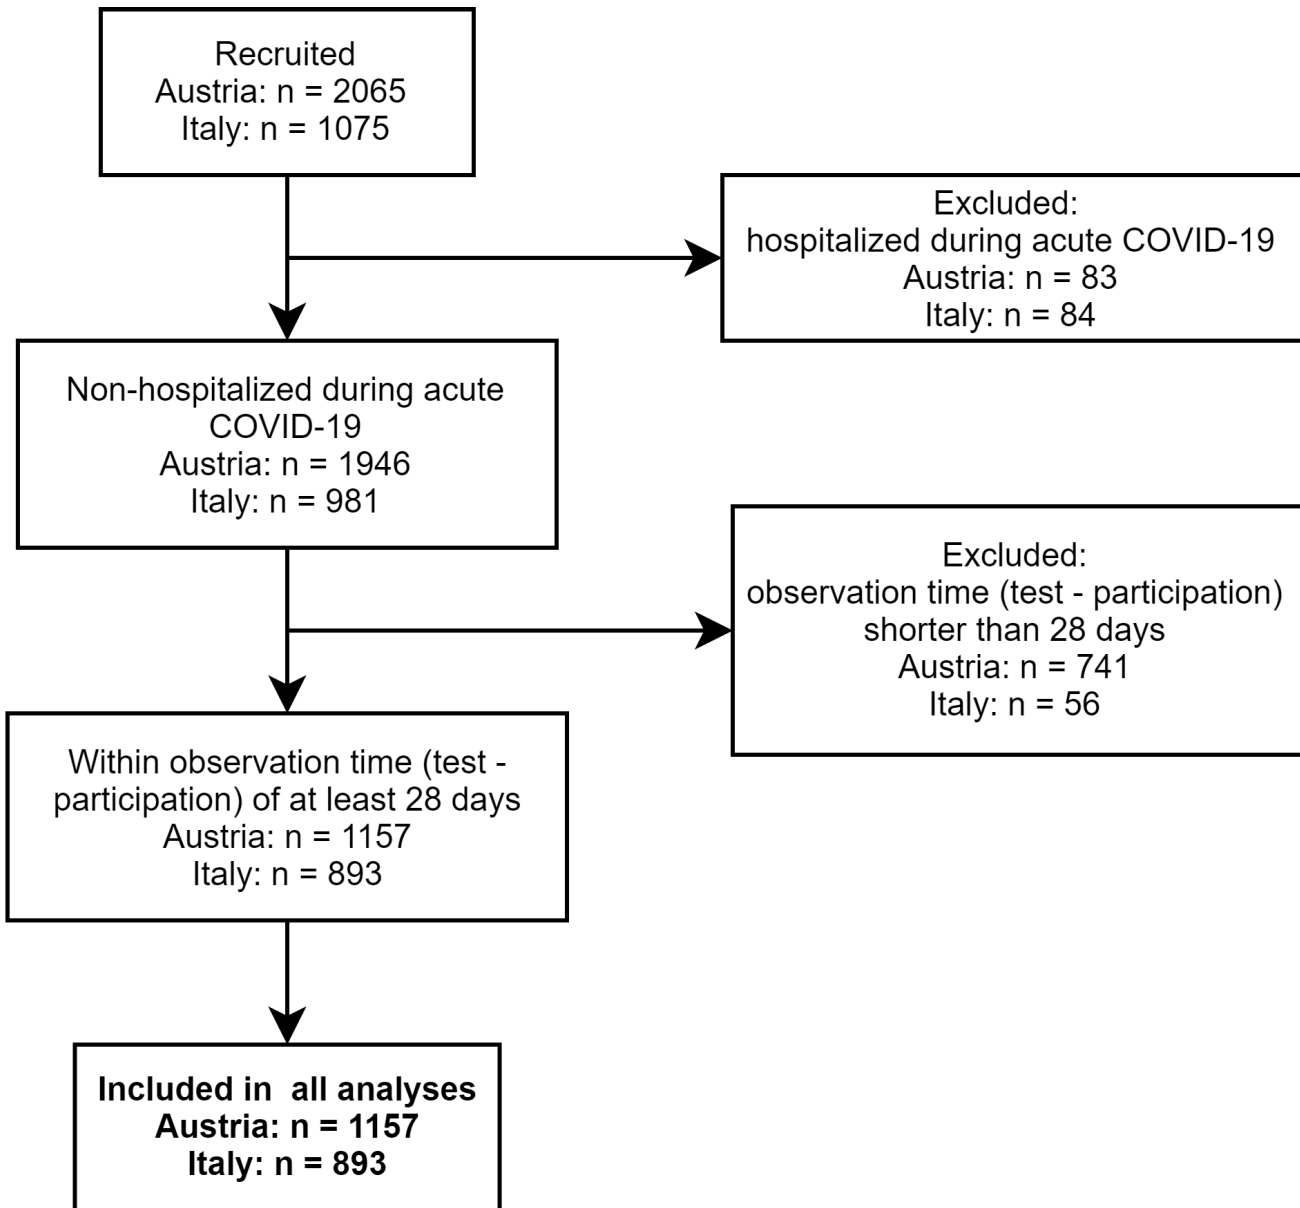 Recruited
Austria: n = 2065
Italy: n = 1075
Excluded:
hospitalized during acute COVID-19
Austria: n = 83
Italy: n = 84
Non-hospitalized during acute
COVID-19
Austria: n = 1946
Italy: n = 981
Excluded:
observation time (test - participation)
shorter than 28 days
Austria: n = 741
Italy: n = 56
Within observation time (test -
participation) of at least 28 days
Austria: n = 1157
Italy: n = 893
Included in  all analyses
Austria: n = 1157
Italy: n = 893